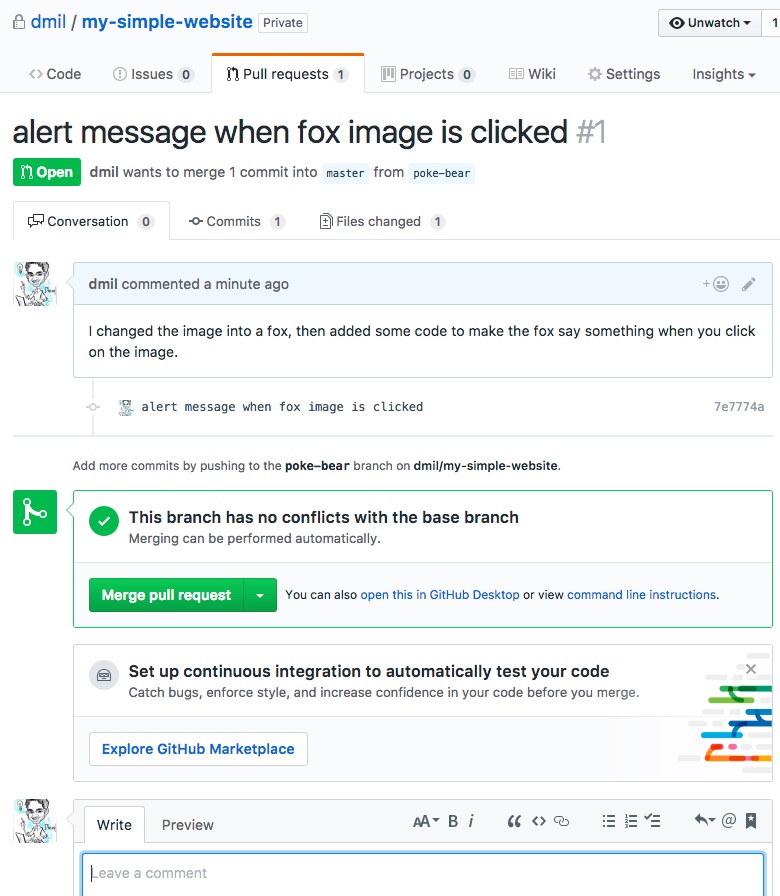 dmil / my-simple-website Private Unwatch 1
Code Issues 0 Pull requests 1 Projects 0 Wiki Settings Insights
alert message when fox image is clicked #1
Open dmil wants to merge 1 commit into master from poke-bear
Conversation 0 Commits 1 Files changed 1
dmil commented a minute ago
I changed the image into a fox, then added some code to make the fox say something when you click
on the image.
alert message when fox image is clicked 7e7774a
Add more commits by pushing to the poke-bear branch on dmil/my-simple-website.
This branch has no conflicts with the base branch
Merging can be performed automatically.
Merge pull request You can also open this in GitHub Desktop or view command line instructions.
Set up continuous integration to automatically test your code
Catch bugs, enforce style, and increase confidence in your code before you merge.
Explore GitHub Marketplace
Write Preview AA B i “ <> @
Leave a comment